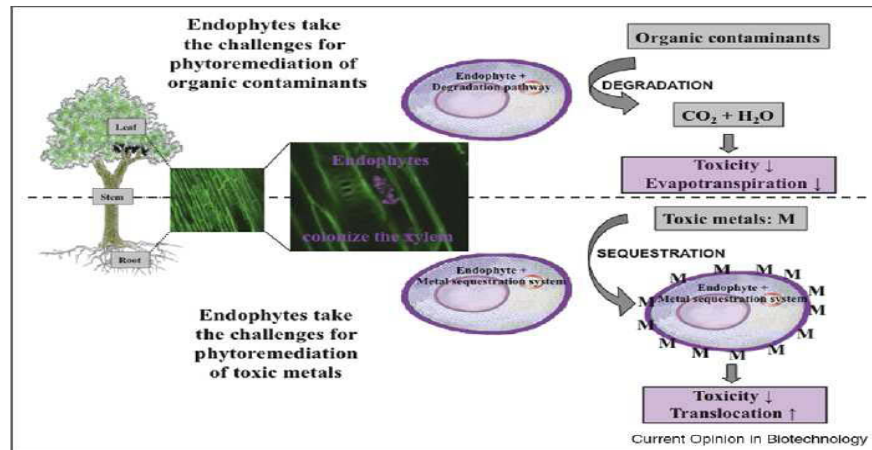 Endophytes take
the challenges for
phytoremediation of
organic contaminants
Endophyte +
Degradation pathway
Organic contaminants
DEGRADATION
CO₂ + H₂O
Toxicity ↓
Evapotranspiration ↓
Leaf
Stem
Root
Endophytes
colonize the xylem
Endophytes take
the challenges for
phytoremediation
of toxic metals
Endophyte +
Metal sequestration system
Toxic metals: M
SEQUESTRATION
Endophyte +
Metal sequestration system
M M M M M M M M M M M M M M M
Toxicity ↓
Translocation ↑
Current Opinion in Biotechnology